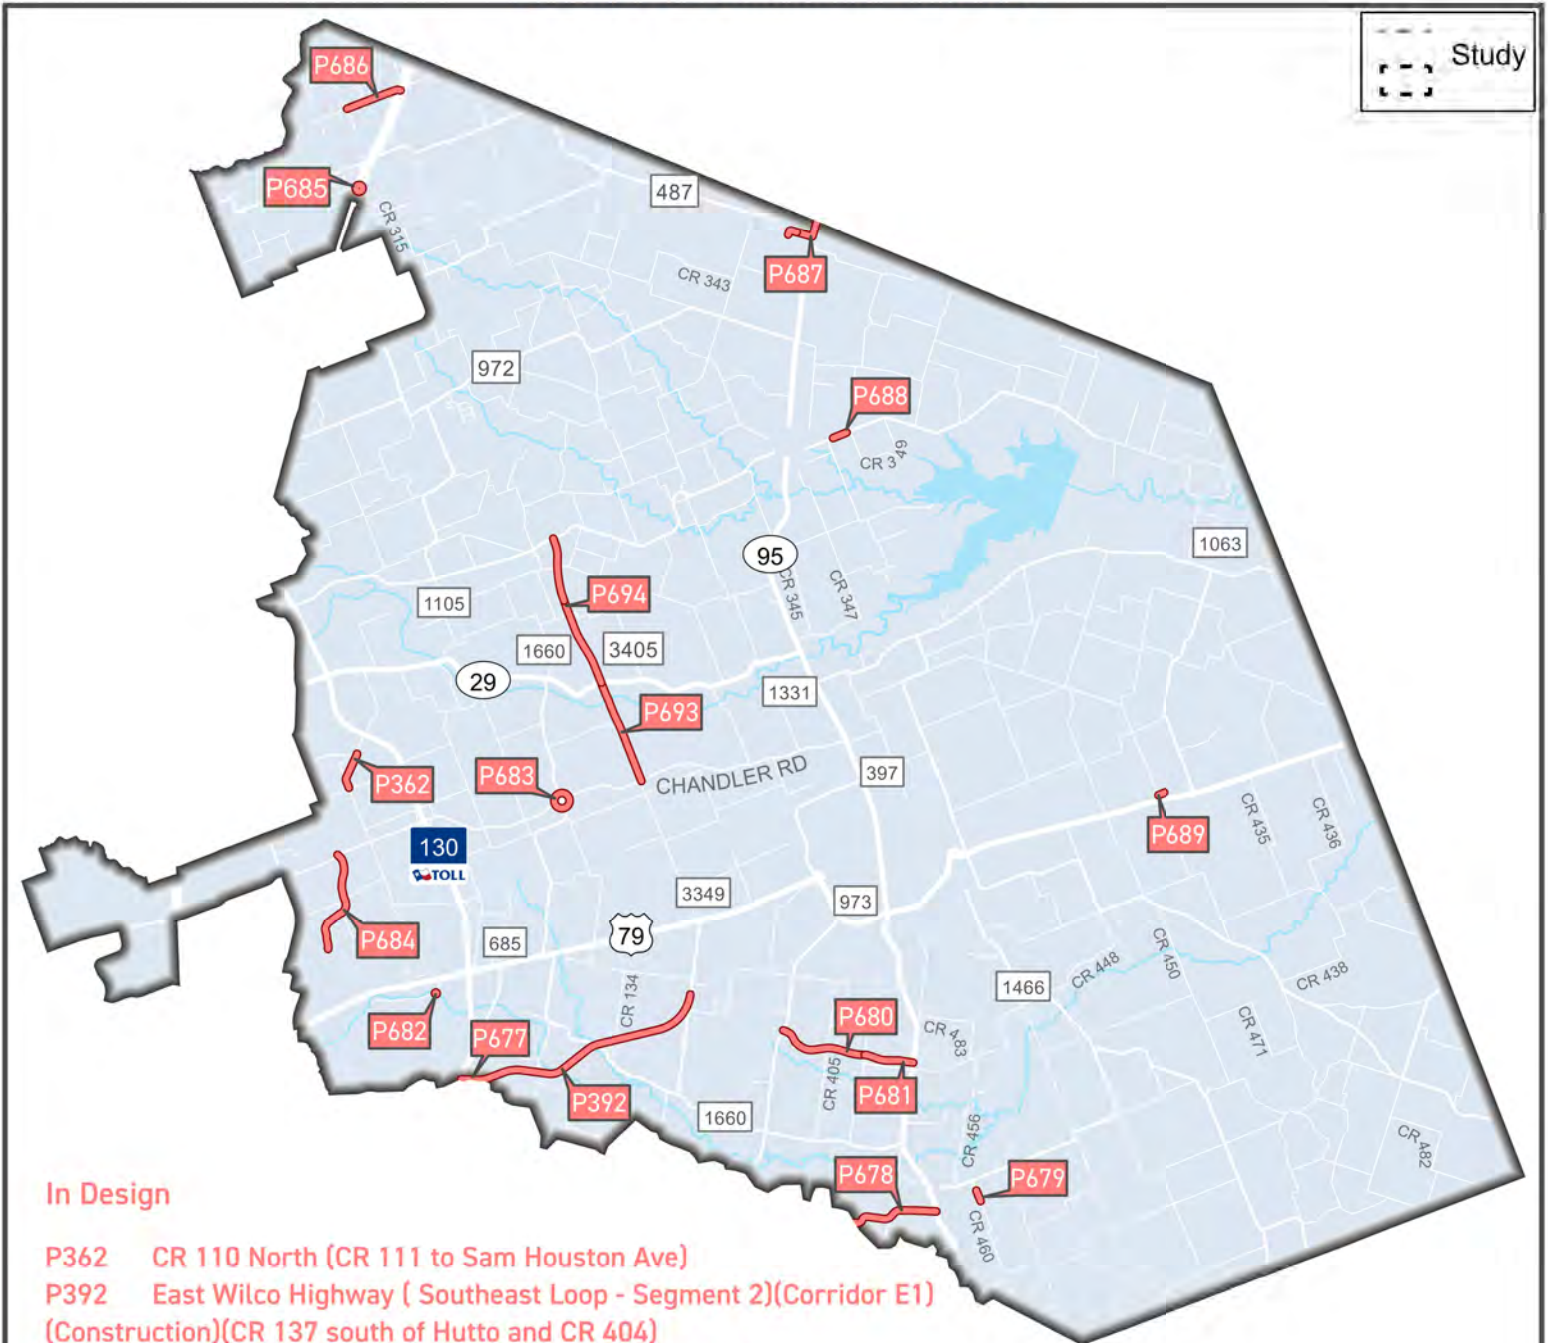 Study
P686
P685
CR 315
487
P687
CR 343
972
P688
CR 349
1063
95
CR 345
CR 347
1105
P694
1660
3405
29
1331
P693
P362
P683
CHANDLER RD
397
P689
CR 435
CR 436
130
TOLL
3349
973
P684
685
79
CR 134
1466
CR 448
CR 450
CR 438
P682
P677
P680
CR 483
CR 471
CR 405
P681
P392
1660
CR 456
CR 482
P678
P679
CR 460
In Design
P362 CR 110 North (CR 111 to Sam Houston Ave)
P392 East Wilco Highway ( Southeast Loop - Segment 2)(Corridor E1)
(Construction)(CR 137 south of Hutto and CR 404)